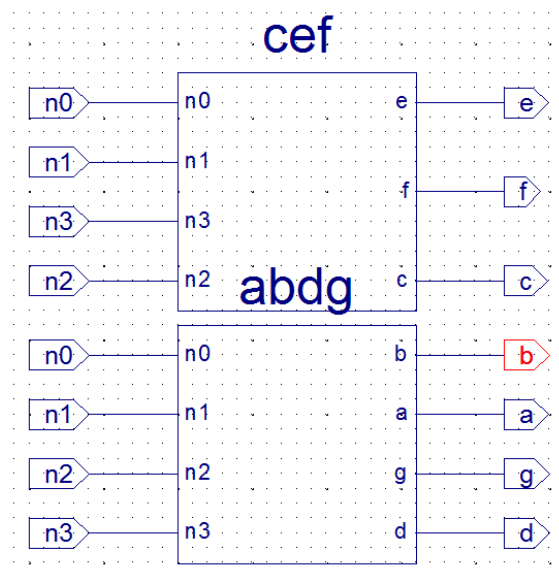 cef
n0 n0 e e
n1 n1
f f
n3 n3
n2 n2 c c
abdg
n0 n0 b b
n1 n1 a a
n2 n2 g g
n3 n3 d d